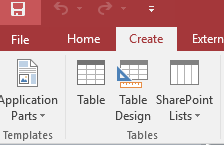 File Home Create Extern
Application Parts
Table
Table Design
SharePoint Lists
Templates Tables